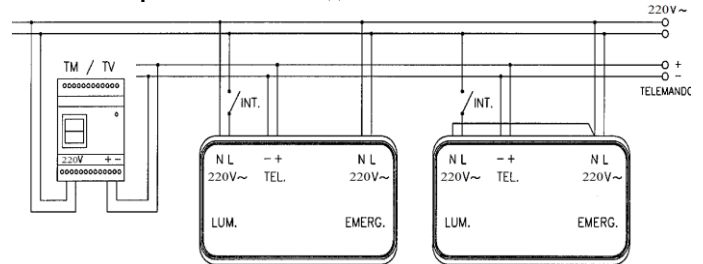 220V~
+
−
TELEMANDO
TM / TV
220V + −
INT.
N L
− +
N L
220V~
TEL.
220V~
LUM.
EMERG.
INT.
N L
− +
N L
220V~
TEL.
220V~
LUM.
EMERG.